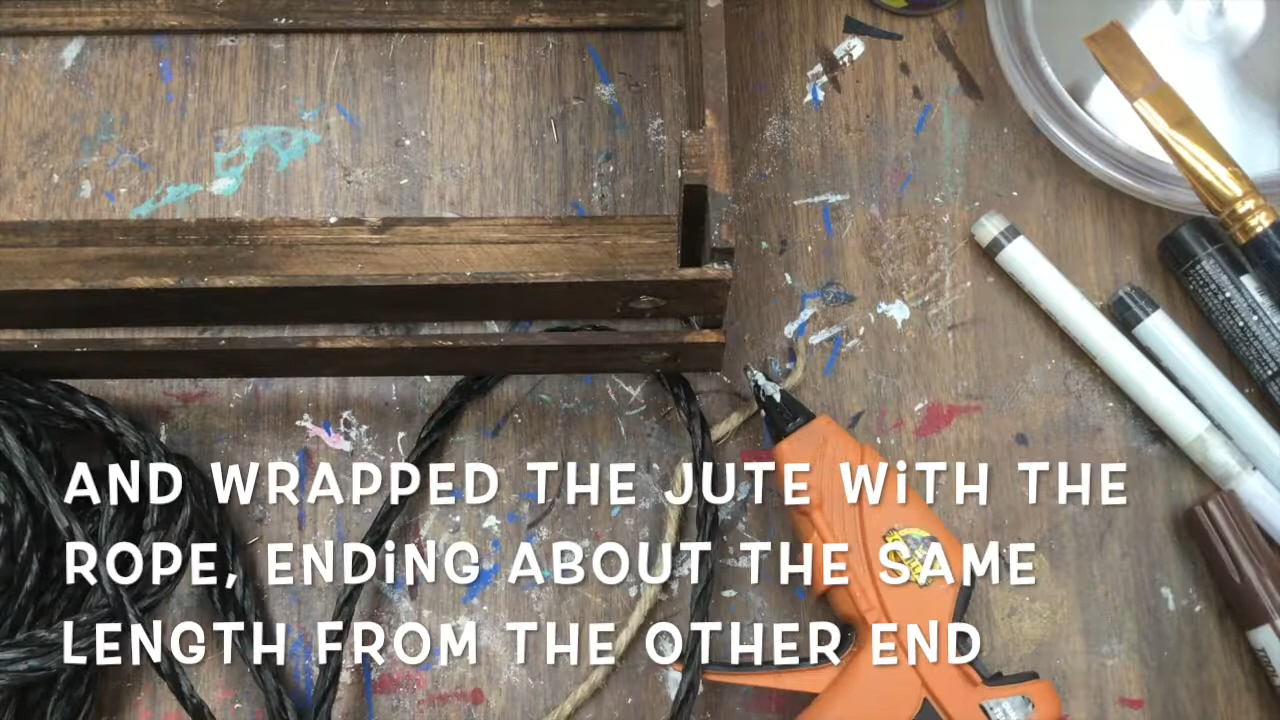 AND WRAPPED THE JUTE WiTH THE
ROPE, ENDiNG ABOUT THE SAME
LENGTH FROM THE OTHER END